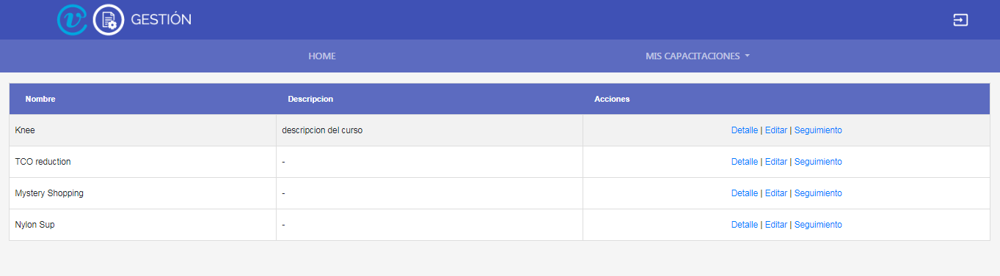 GESTIÓN
HOME MIS CAPACITACIONES
Nombre Descripcion Acciones
Knee descripcion del curso Detalle | Editar | Seguimiento
TCO reduction - Detalle | Editar | Seguimiento
Mystery Shopping - Detalle | Editar | Seguimiento
Nylon Sup - Detalle | Editar | Seguimiento